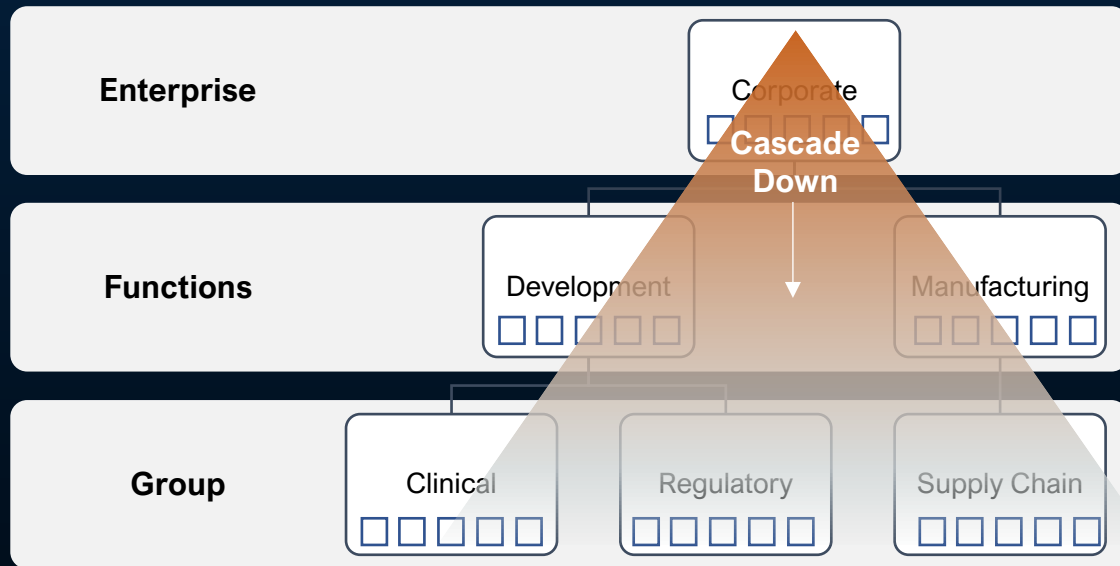 Enterprise
Corporate
Cascade
Down
Functions
Development
Manufacturing
Group
Clinical
Regulatory
Supply Chain